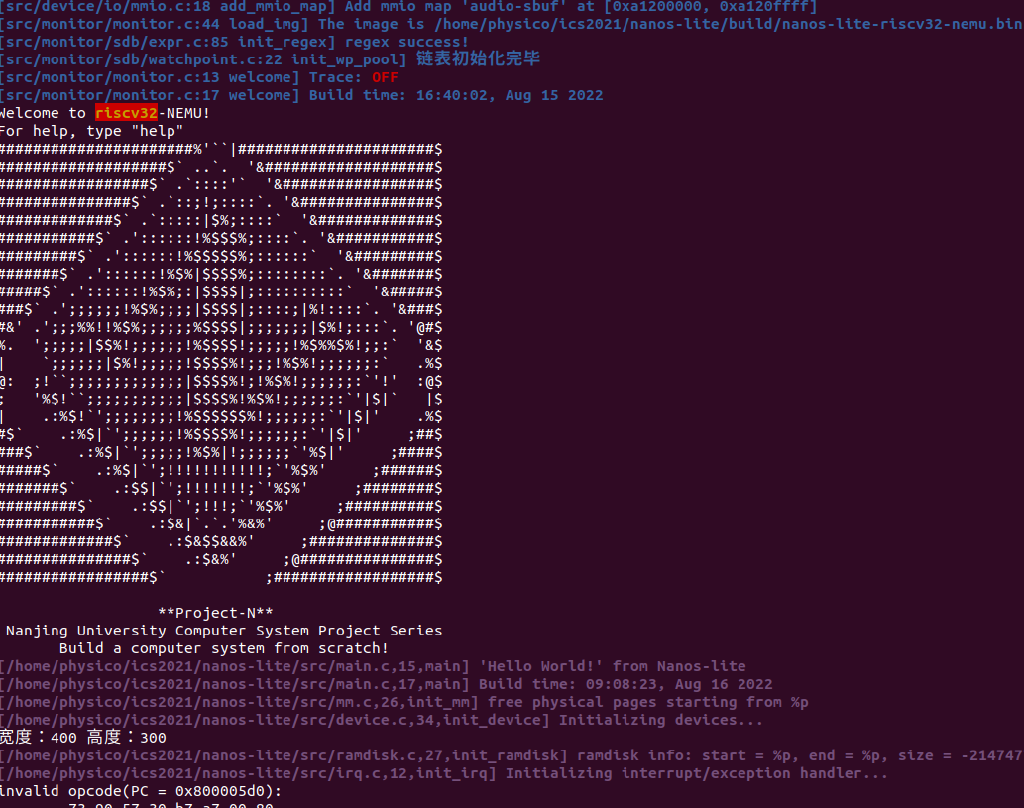 [src/device/io/mmio.c:18 add_mmio_map] Add mmio map 'audio-sbuf' at [0xa1200000, 0xa120ffff]
[src/monitor/monitor.c:44 load_img] The image is /home/physico/ics2021/nanos-lite/build/nanos-lite-riscv32-nemu.bin
[src/monitor/sdb/expr.c:85 init_regex] regex success!
[src/monitor/sdb/watchpoint.c:22 init_wp_pool] 链表初始化完毕
[src/monitor/monitor.c:13 welcome] Trace: OFF
[src/monitor/monitor.c:17 welcome] Build time: 16:40:02, Aug 15 2022
Welcome to riscv32-NEMU!
For help, type "help"
**Project-N**
Nanjing University Computer System Project Series
Build a computer system from scratch!
[/home/physico/ics2021/nanos-lite/src/main.c,15,main] 'Hello World!' from Nanos-lite
[/home/physico/ics2021/nanos-lite/src/main.c,17,main] Build time: 09:08:23, Aug 16 2022
[/home/physico/ics2021/nanos-lite/src/mm.c,26,init_mm] free physical pages starting from %p
[/home/physico/ics2021/nanos-lite/src/device.c,34,init_device] Initializing devices...
宽度：400 高度：300
[/home/physico/ics2021/nanos-lite/src/ramdisk.c,27,init_ramdisk] ramdisk info: start = %p, end = %p, size = -214747
[/home/physico/ics2021/nanos-lite/src/irq.c,12,init_irq] Initializing interrupt/exception handler...
invalid opcode(PC = 0x800005d0):